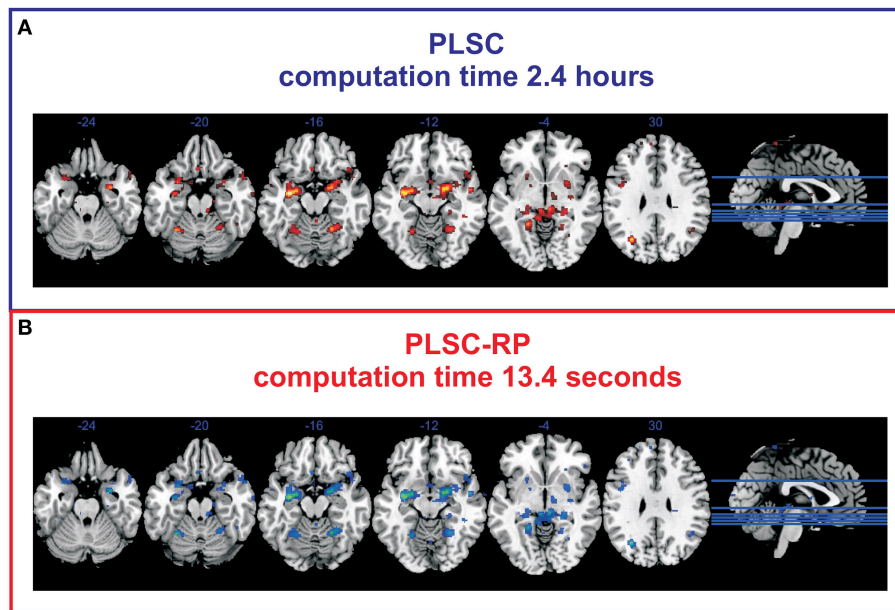 A
PLSC
computation time 2.4 hours
-24 -20 -16 -12 -4 30
B
PLSC-RP
computation time 13.4 seconds
-24 -20 -16 -12 -4 30